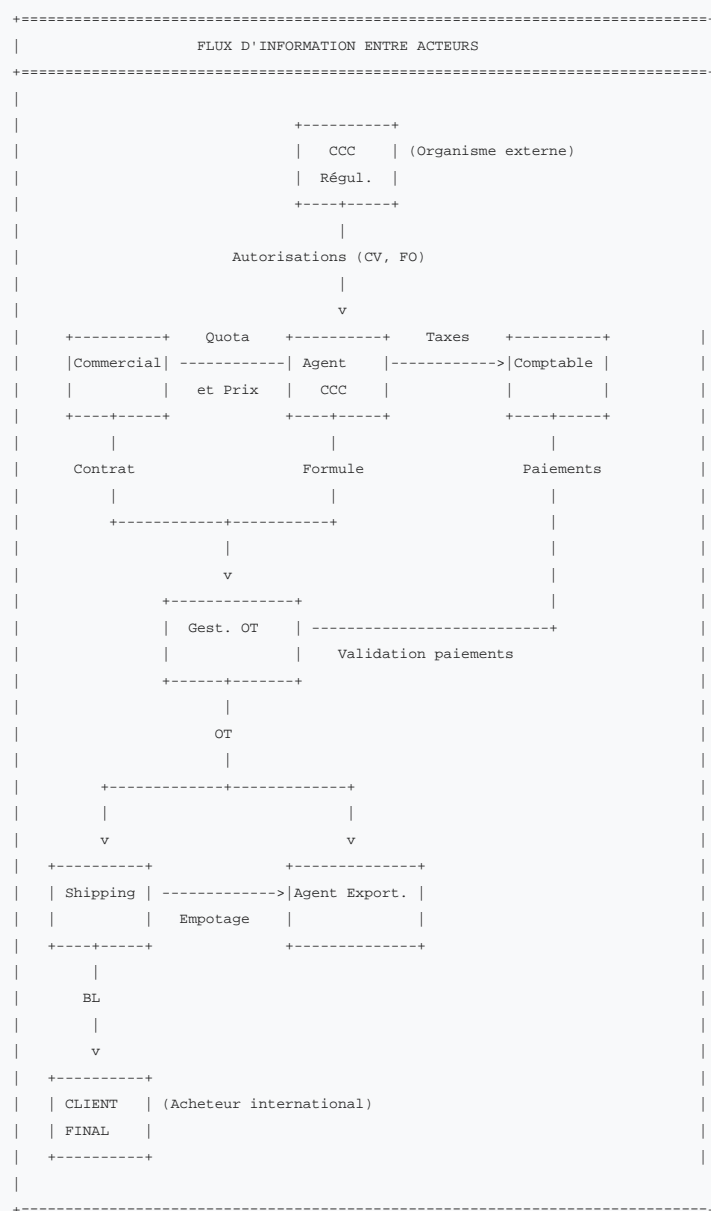 FLUX D'INFORMATION ENTRE ACTEURS
CCC (Organisme externe)
Régul.
Autorisations (CV, FO)
Quota Taxes
Commercial Agent Comptable
et Prix CCC
Contrat Formule Paiements
Gest. OT
Validation paiements
OT
Shipping Agent Export.
Empotage
BL
CLIENT (Acheteur international)
FINAL